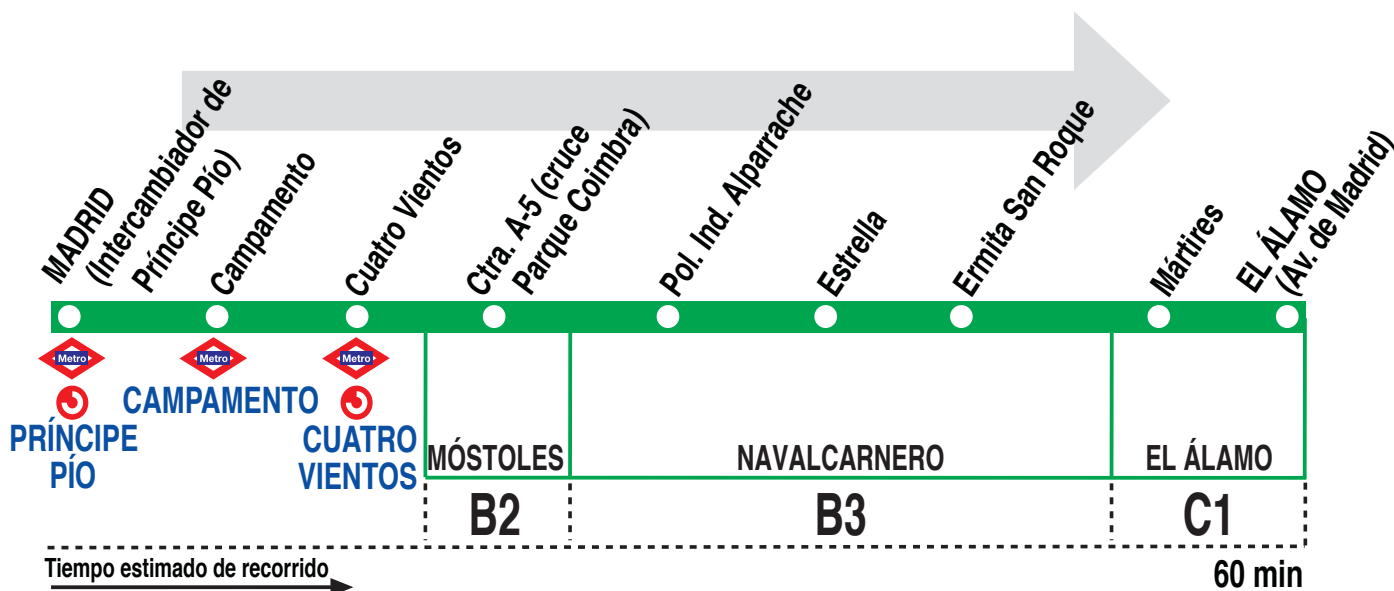 MADRID
(Intercambiador de
Príncipe Pío)
Campamento
Cuatro Vientos
Ctra. A-5 (cruce
Parque Coimbra)
Pol. Ind. Alparrache
Estrella
Ermita San Roque
Mártires
EL ÁLAMO
(Av. de Madrid)
Metro
Metro
Metro
PRÍNCIPE
PÍO
CAMPAMENTO
CUATRO
VIENTOS
MÓSTOLES
NAVALCARNERO
EL ÁLAMO
B2
B3
C1
Tiempo estimado de recorrido
60 min